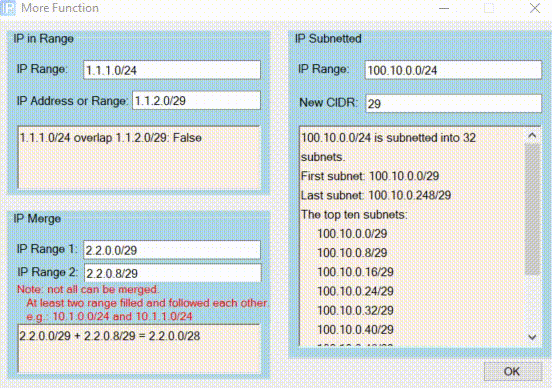 IP More Function
IP in Range
IP Range: 1.1.1.0/24
IP Address or Range: 1.1.2.0/29
1.1.1.0/24 overlap 1.1.2.0/29: False
IP Merge
IP Range 1: 2.2.0.0/29
IP Range 2: 2.2.0.8/29
Note: not all can be merged.
At least two range filled and followed each other.
e.g.: 10.1.0.0/24 and 10.1.1.0/24
2.2.0.0/29 + 2.2.0.8/29 = 2.2.0.0/28
IP Subnetted
IP Range: 100.10.0.0/24
New CIDR: 29
100.10.0.0/24 is subnetted into 32
subnets.
First subnet: 100.10.0.0/29
Last subnet: 100.10.0.248/29
The top ten subnets:
100.10.0.0/29
100.10.0.8/29
100.10.0.16/29
100.10.0.24/29
100.10.0.32/29
100.10.0.40/29
OK